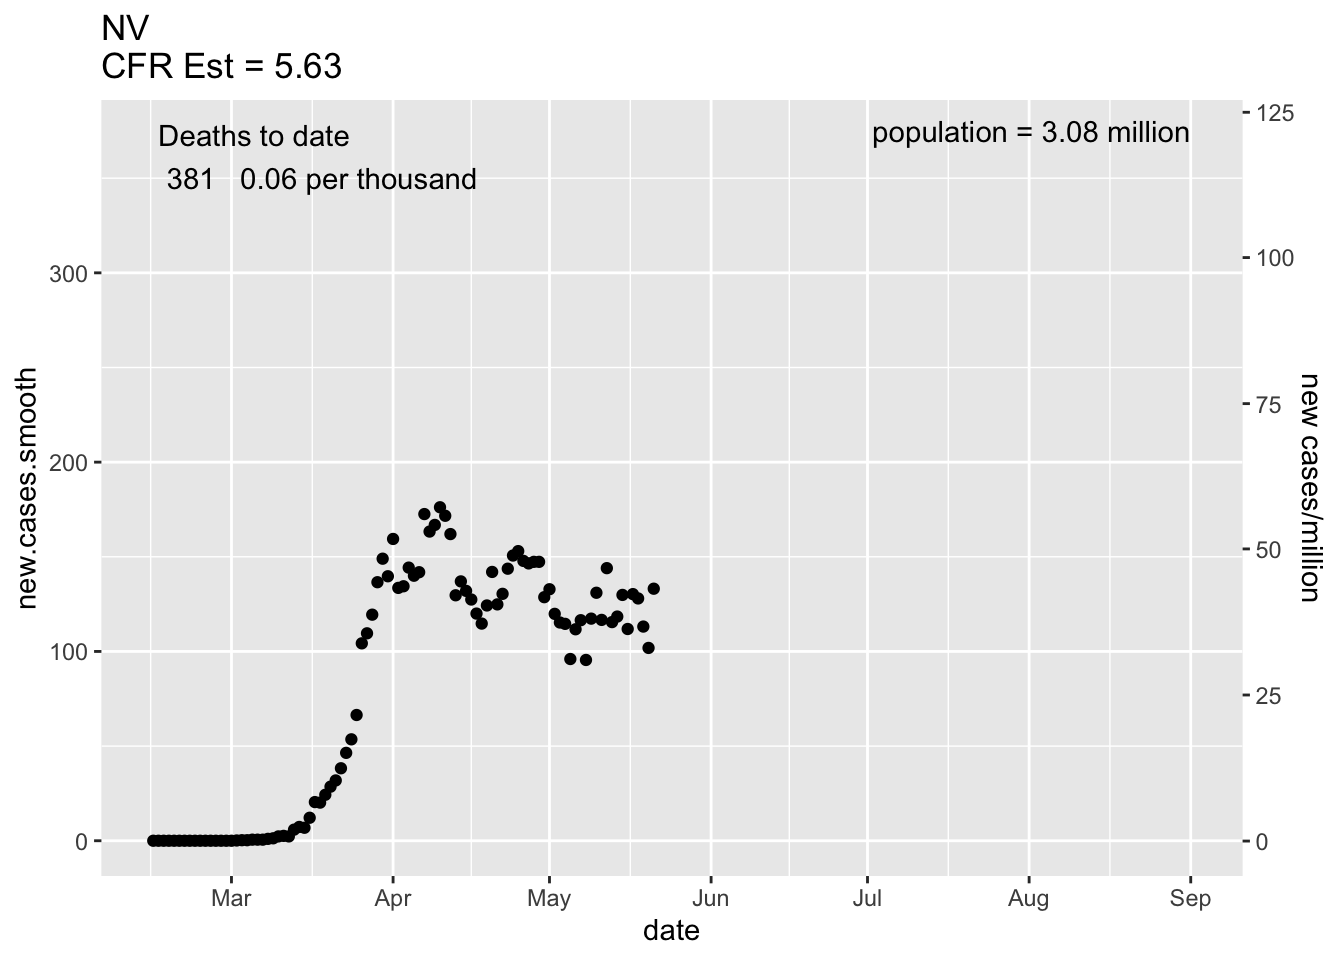 NV
CFR Est = 5.63
Deaths to date
381 0.06 per thousand
population = 3.08 million
new.cases.smooth
300
200
100
0
125
100
75
50
25
0
new cases/million
Mar Apr May Jun Jul Aug Sep
date